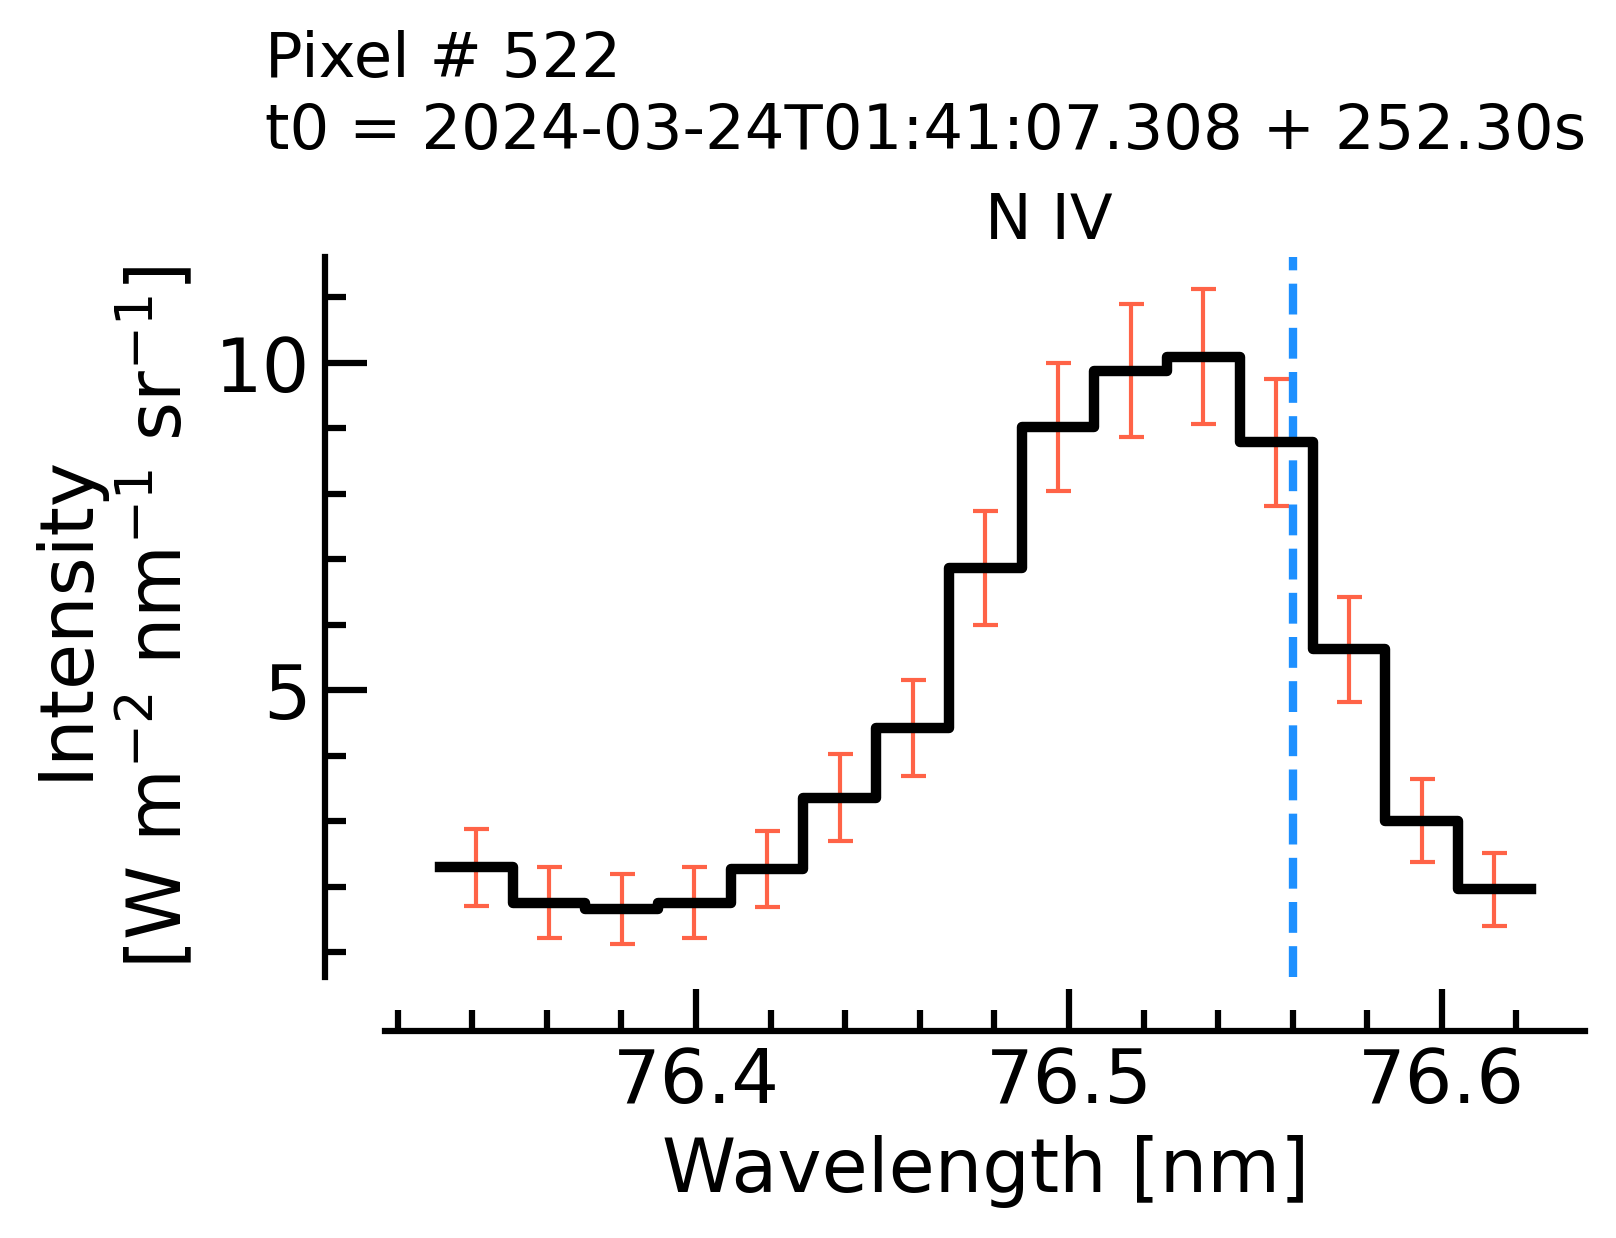 Pixel # 522
t0 = 2024-03-24T01:41:07.308 + 252.30s
N IV
Intensity
[W m⁻² nm⁻¹ sr⁻¹]
10
5
76.4 76.5 76.6
Wavelength [nm]